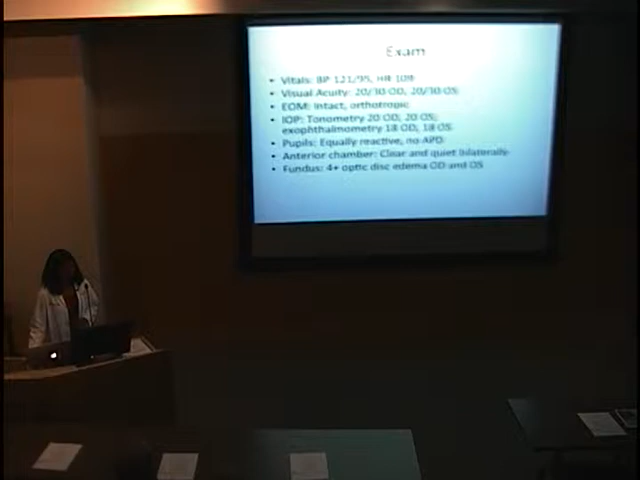 Exam
• Vitals: BP 121/95, HR 109
• Visual Acuity: 20/30 OD, 20/30 OS
• EOM: Intact, orthotropic
• IOP: Tonometry 20 OD; 20 OS;
exophthalmometry 18 OD, 18 OS
• Pupils: Equally reactive, no APD
• Anterior chamber: Clear and quiet bilaterally
• Fundus: 4+ optic disc edema OD and OS